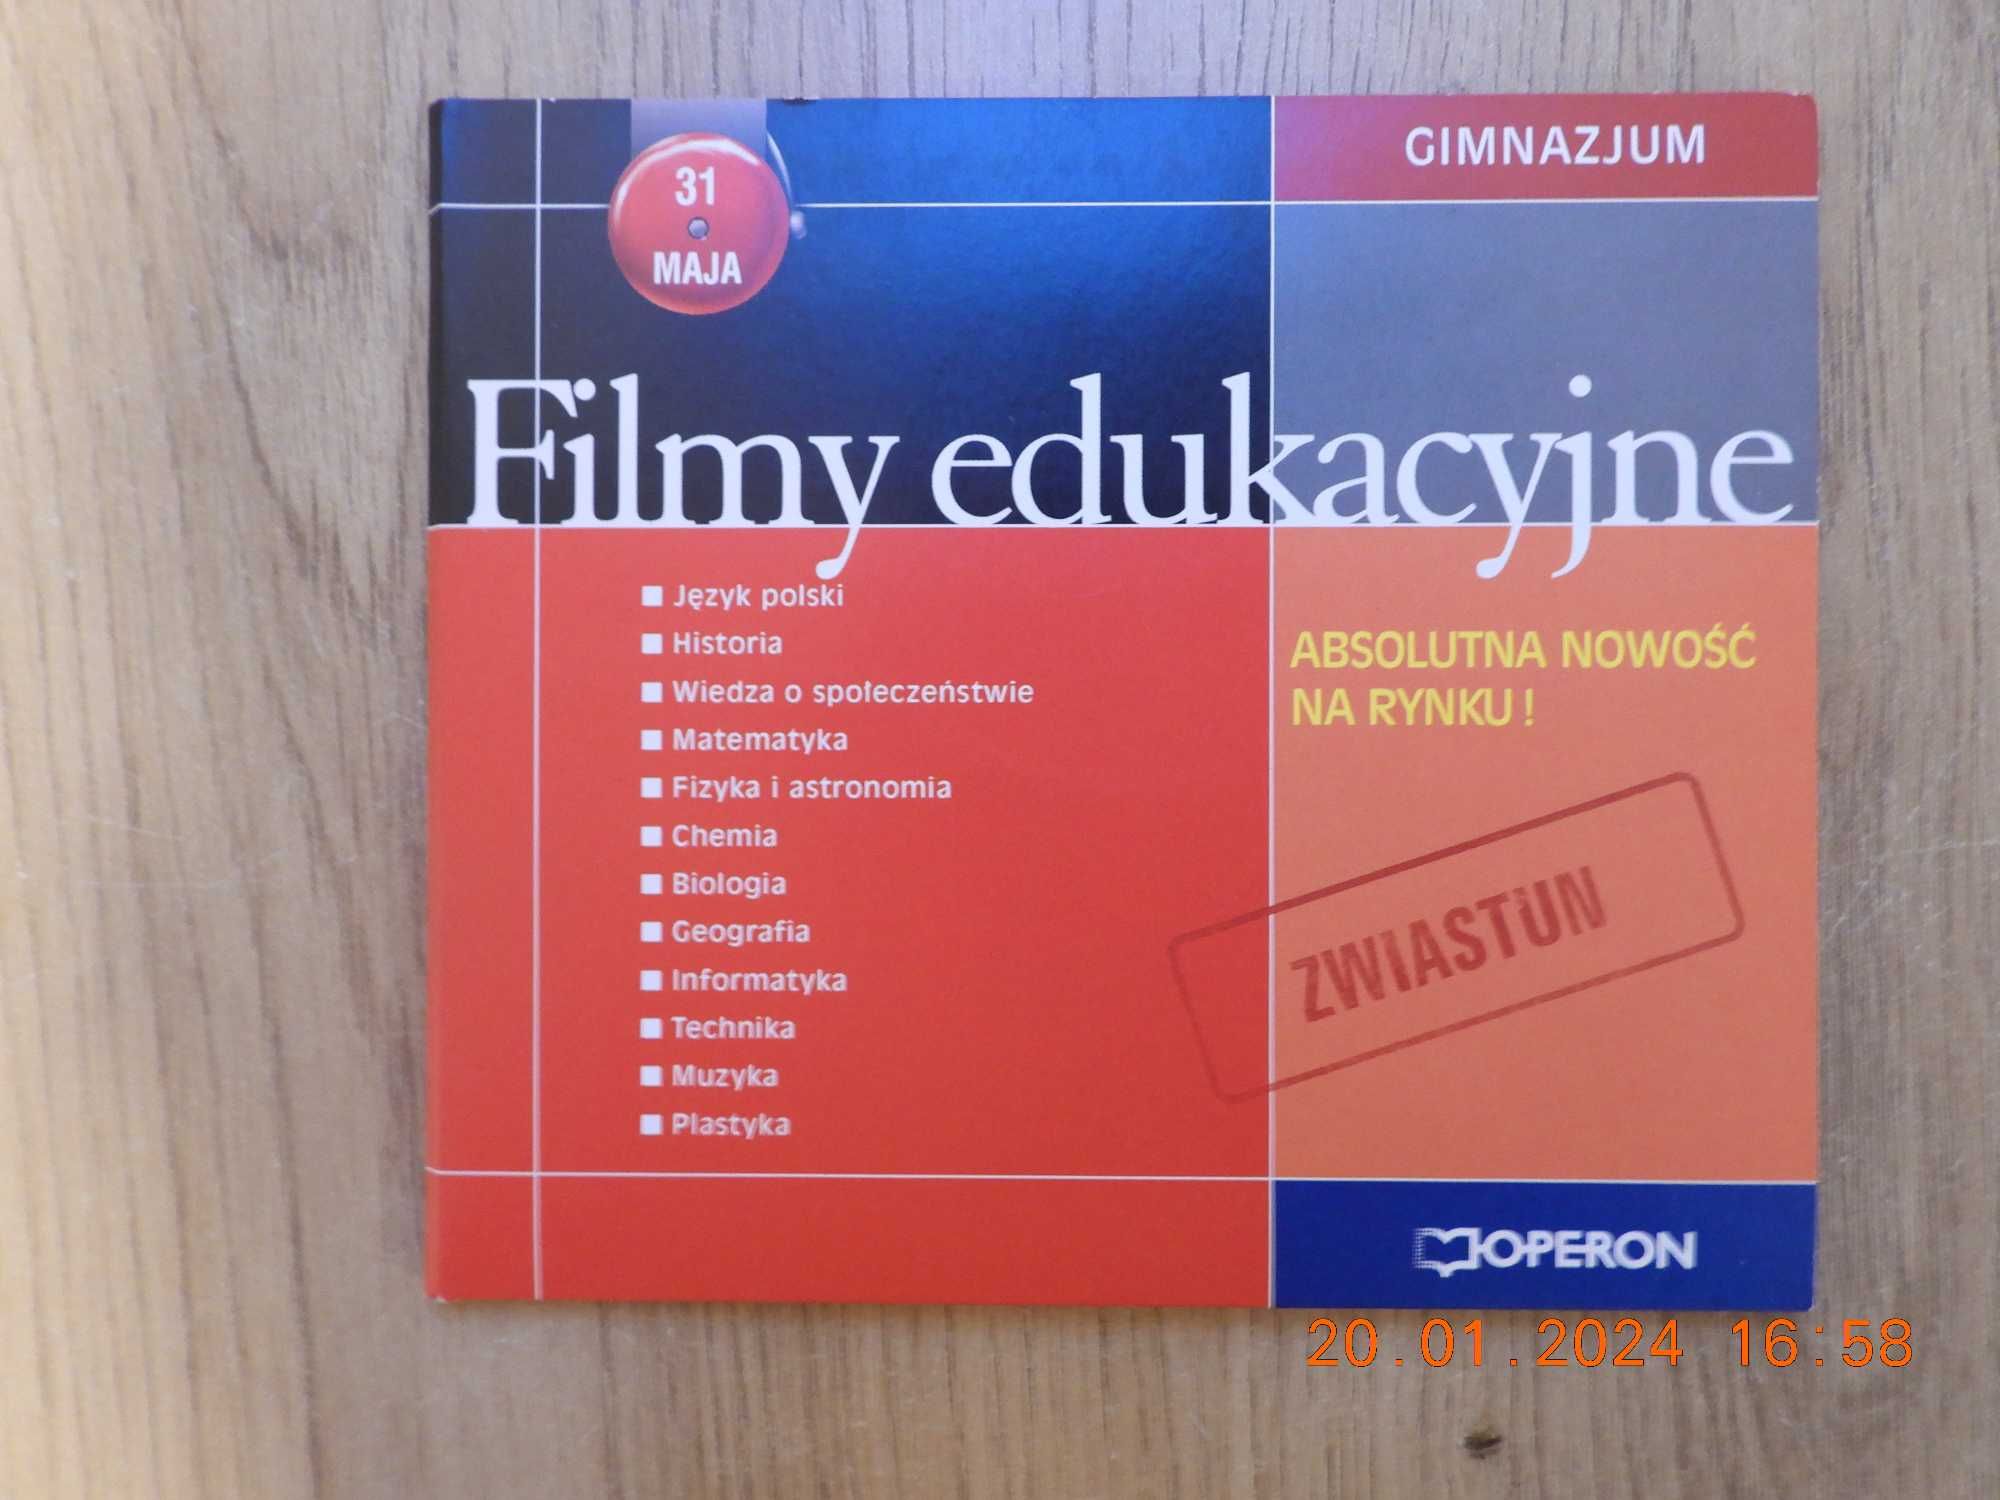 GIMNAZJUM
31
MAJA
Filmy edukacyjne
Język polski
Historia
Wiedza o społeczeństwie
Matematyka
Fizyka i astronomia
Chemia
Biologia
Geografia
Informatyka
Technika
Muzyka
Plastyka
ABSOLUTNA NOWOŚĆ
NA RYNKU!
ZWIASTUN
OPERON
20.01.2024 16:58